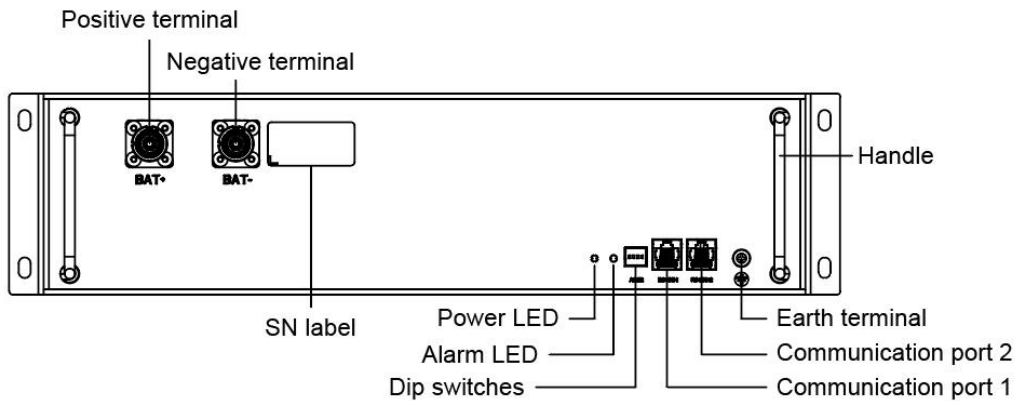 Positive terminal
Negative terminal
BAT+
BAT-
Handle
SN label
Power LED
Earth terminal
Alarm LED
Communication port 2
Dip switches
Communication port 1